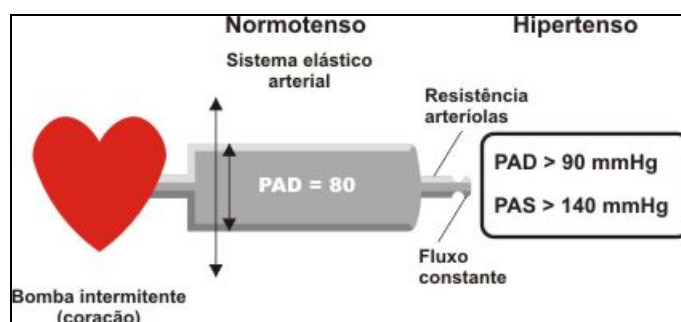 Normotenso
Hipertenso
Sistema elástico
arterial
Resistência
arteríolas
PAD = 80
PAD > 90 mmHg
PAS > 140 mmHg
Fluxo
constante
Bomba intermitente
(coração)